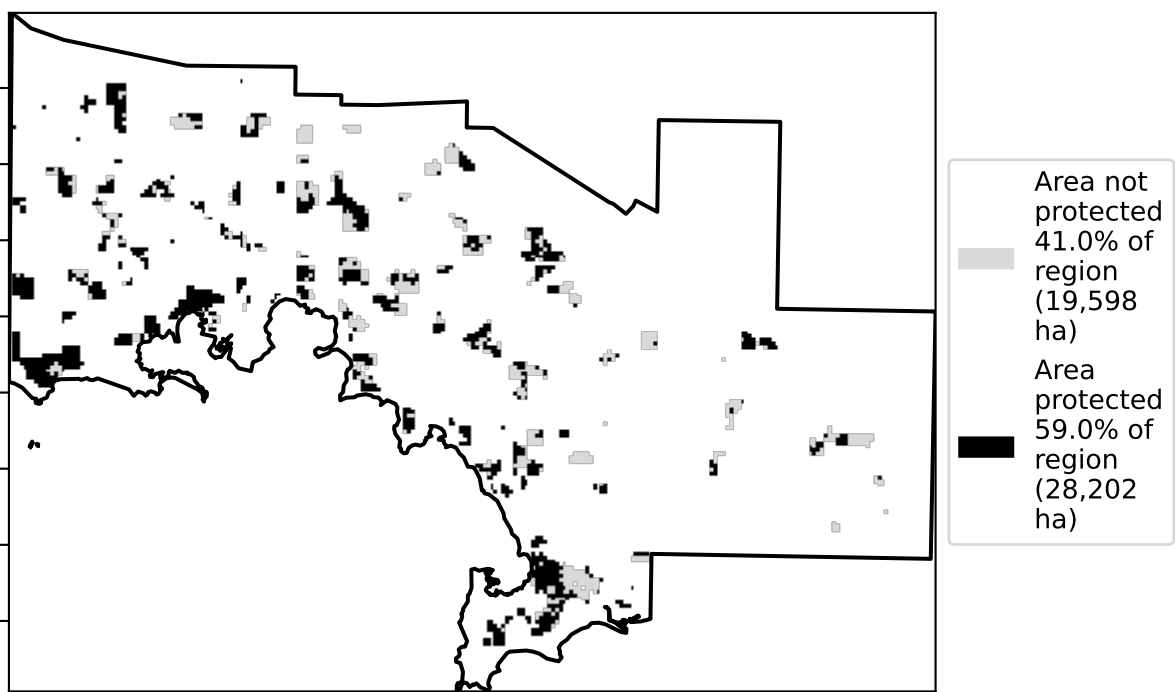 Area not
protected
41.0% of
region
(19,598
ha)
Area
protected
59.0% of
region
(28,202
ha)